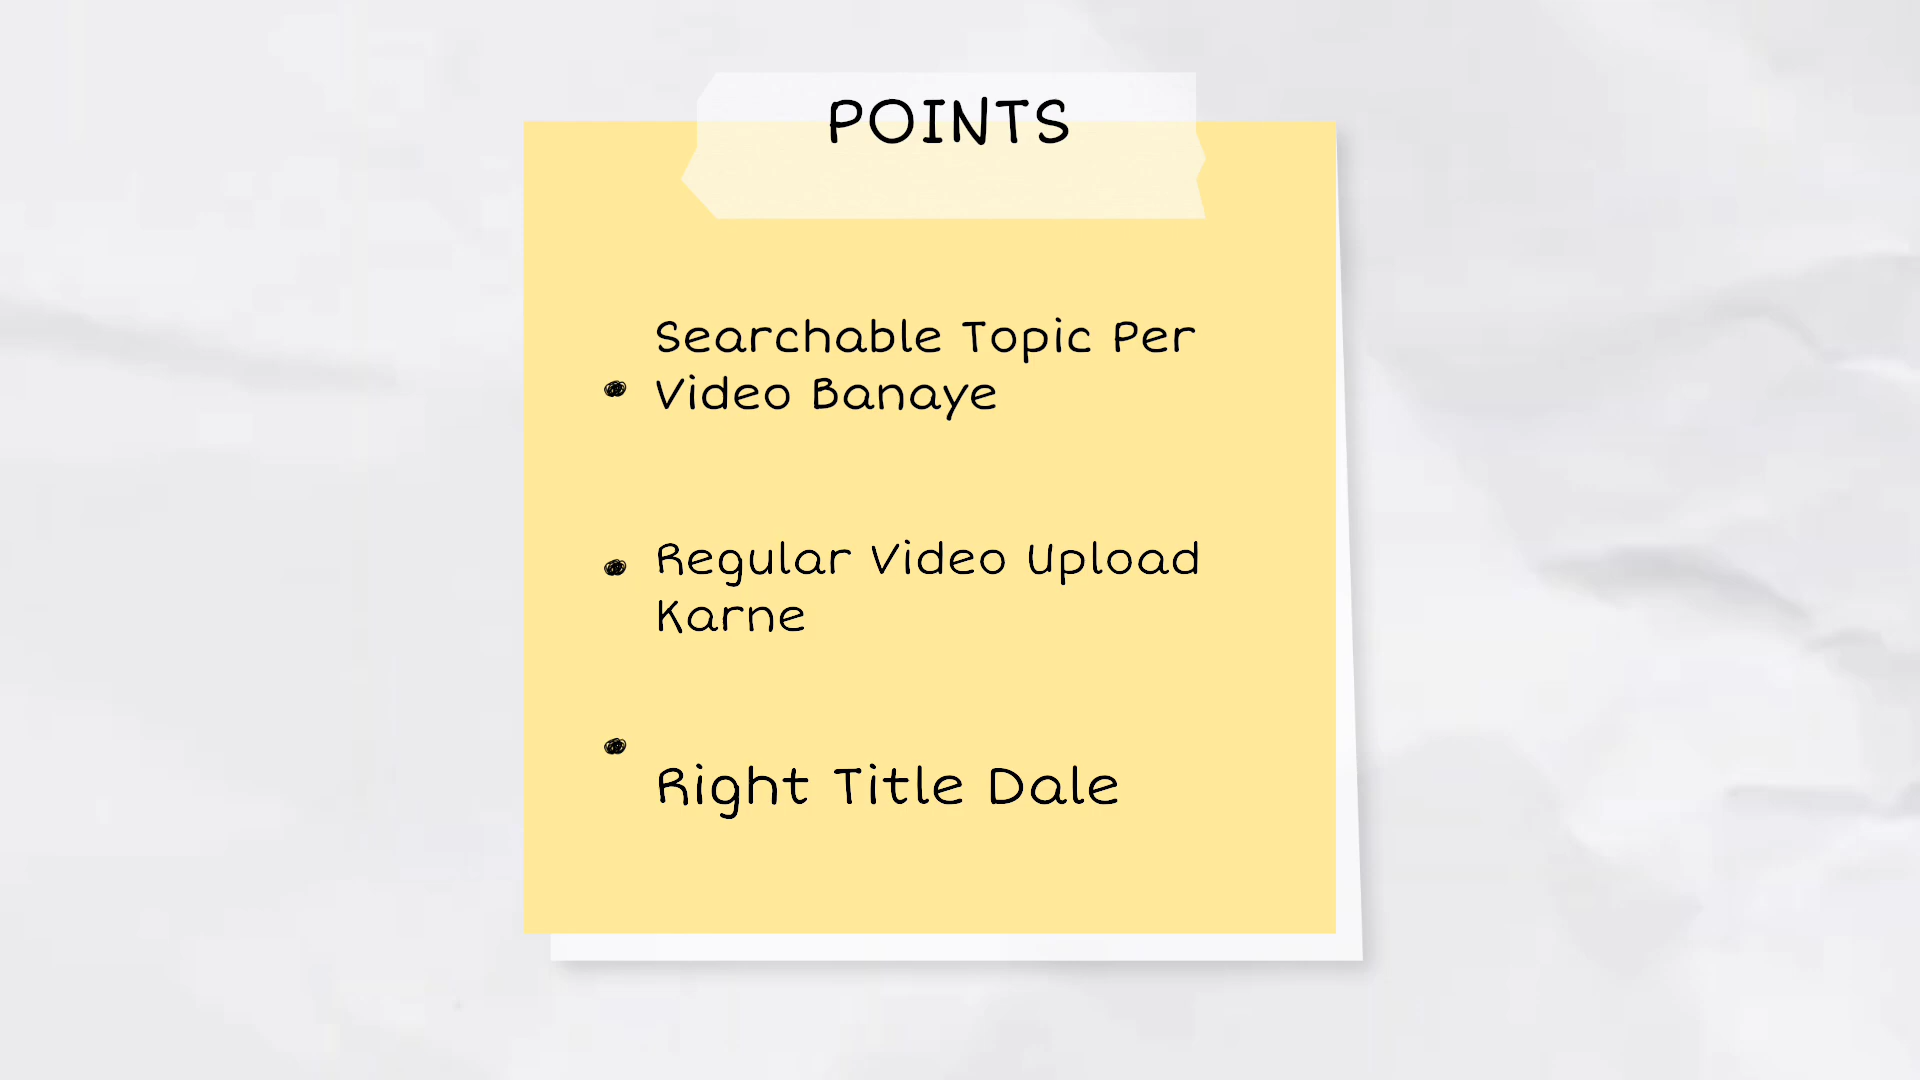 POINTS
Searchable Topic Per
Video Banaye
Regular Video Upload
Karne
Right Title Dale